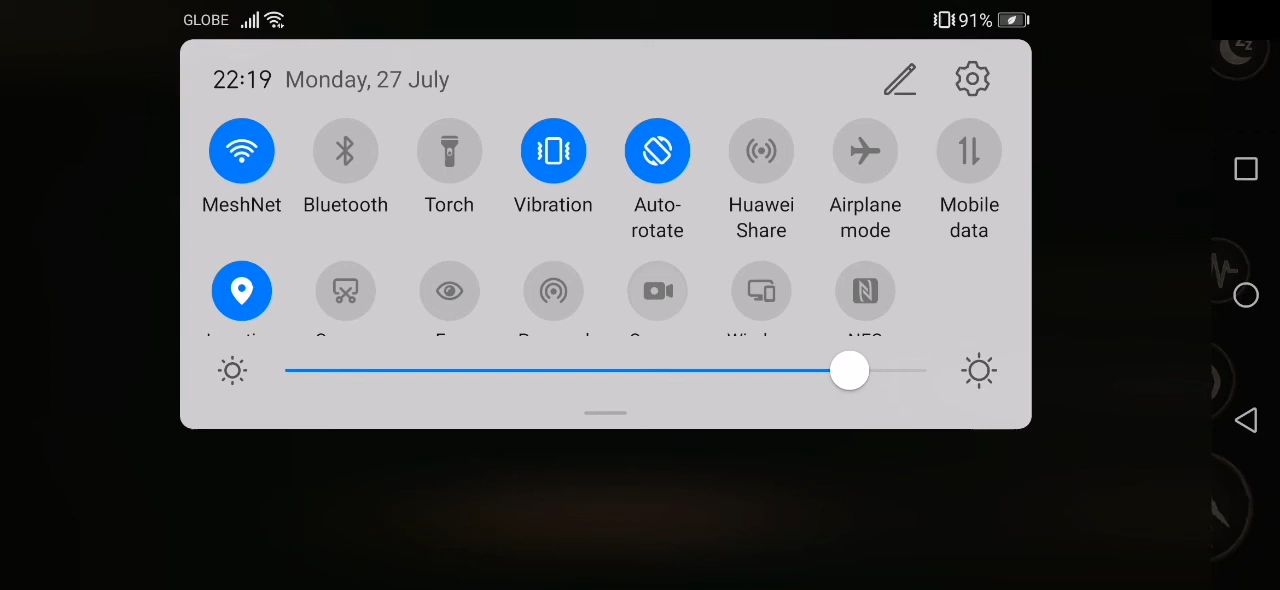 GLOBE 91%
22:19 Monday, 27 July
MeshNet Bluetooth Torch Vibration Auto-rotate Huawei Share Airplane mode Mobile data